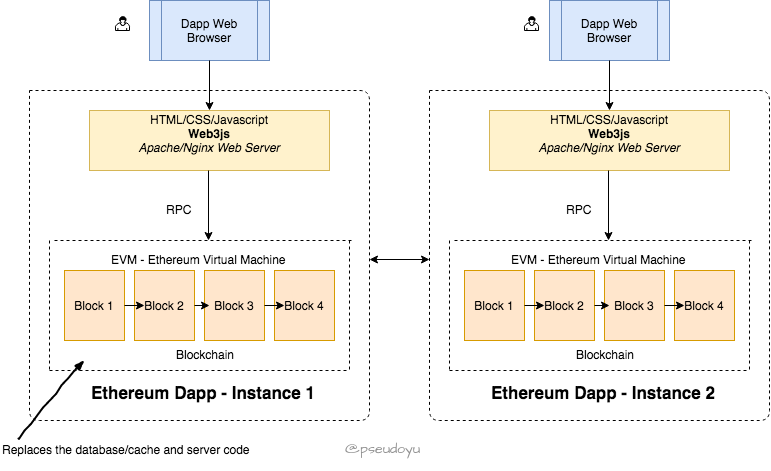 Dapp Web
Browser
Dapp Web
Browser
HTML/CSS/Javascript
Web3js
Apache/Nginx Web Server
HTML/CSS/Javascript
Web3js
Apache/Nginx Web Server
RPC
RPC
EVM - Ethereum Virtual Machine
Block 1
Block 2
Block 3
Block 4
Blockchain
EVM - Ethereum Virtual Machine
Block 1
Block 2
Block 3
Block 4
Blockchain
Ethereum Dapp - Instance 1
Ethereum Dapp - Instance 2
Replaces the database/cache and server code
@pseudoyu